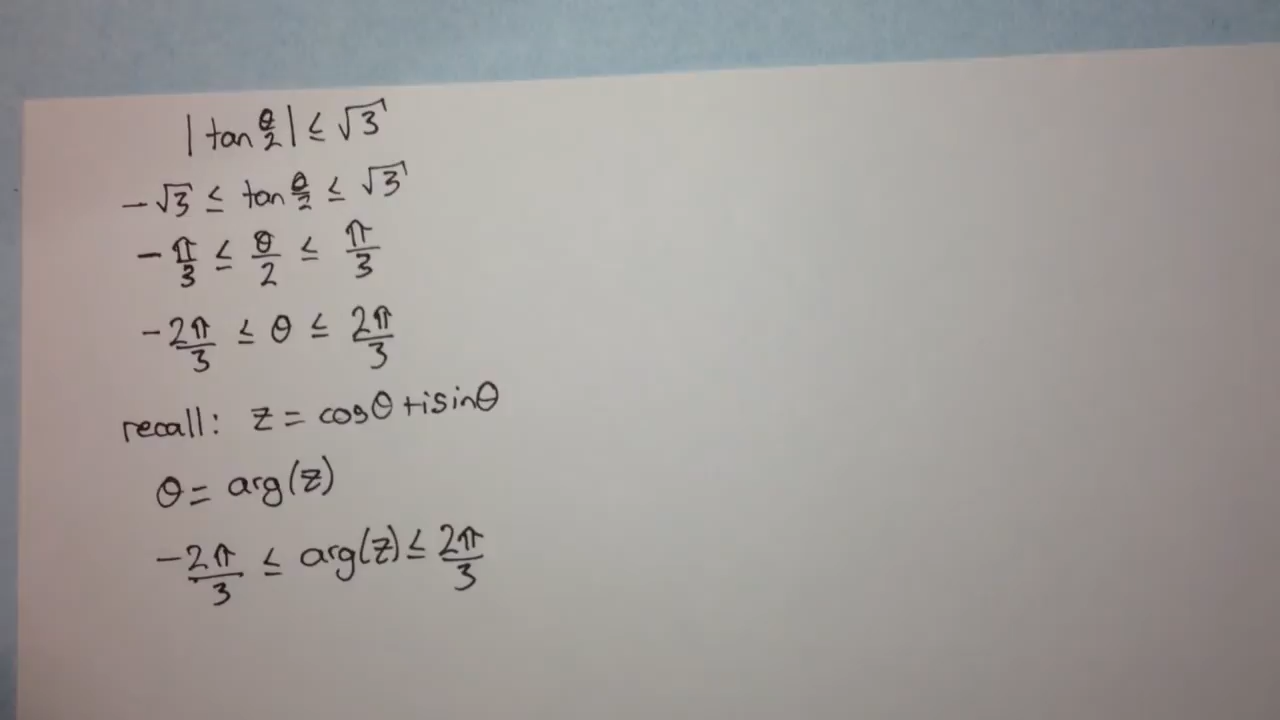 |tan θ/2| ≤ √3
-√3 ≤ tan θ/2 ≤ √3
-π/3 ≤ θ/2 ≤ π/3
-2π/3 ≤ θ ≤ 2π/3
recall: z = cosθ + isinθ
θ = arg(z)
-2π/3 ≤ arg(z) ≤ 2π/3